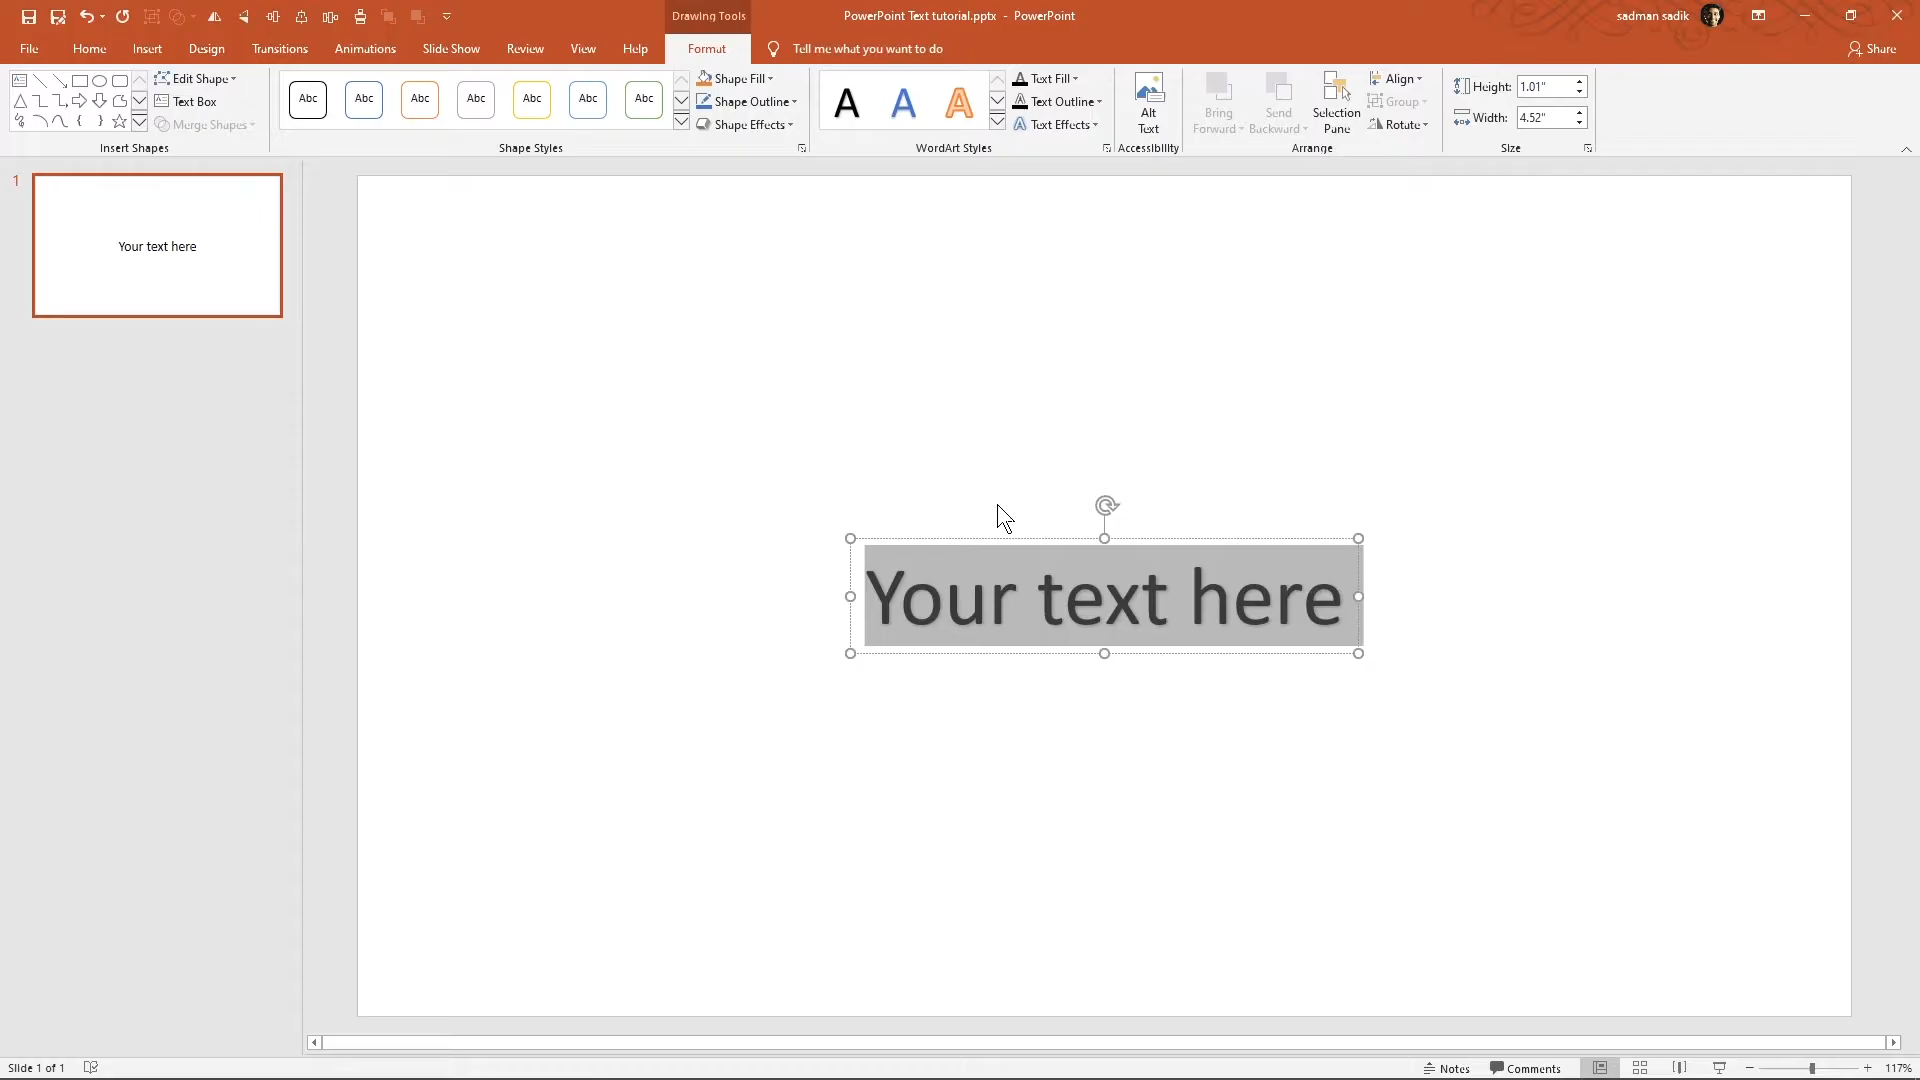 Drawing Tools
PowerPoint Text tutorial.pptx - PowerPoint
sadman sadik
File Home Insert Design Transitions Animations Slide Show Review View Help Format Tell me what you want to do Share
Edit Shape
Text Box
Merge Shapes
Insert Shapes
Abc Abc Abc Abc Abc Abc Abc
Shape Fill
Shape Outline
Shape Effects
Shape Styles
A A A
Text Fill
Text Outline
Text Effects
WordArt Styles
Alt
Text
Accessibility
Bring
Forward
Send
Backward
Selection
Pane
Align
Group
Rotate
Arrange
Height: 1.01"
Width: 4.52"
Size
1
Your text here
Your text here
Slide 1 of 1
Notes Comments 117%